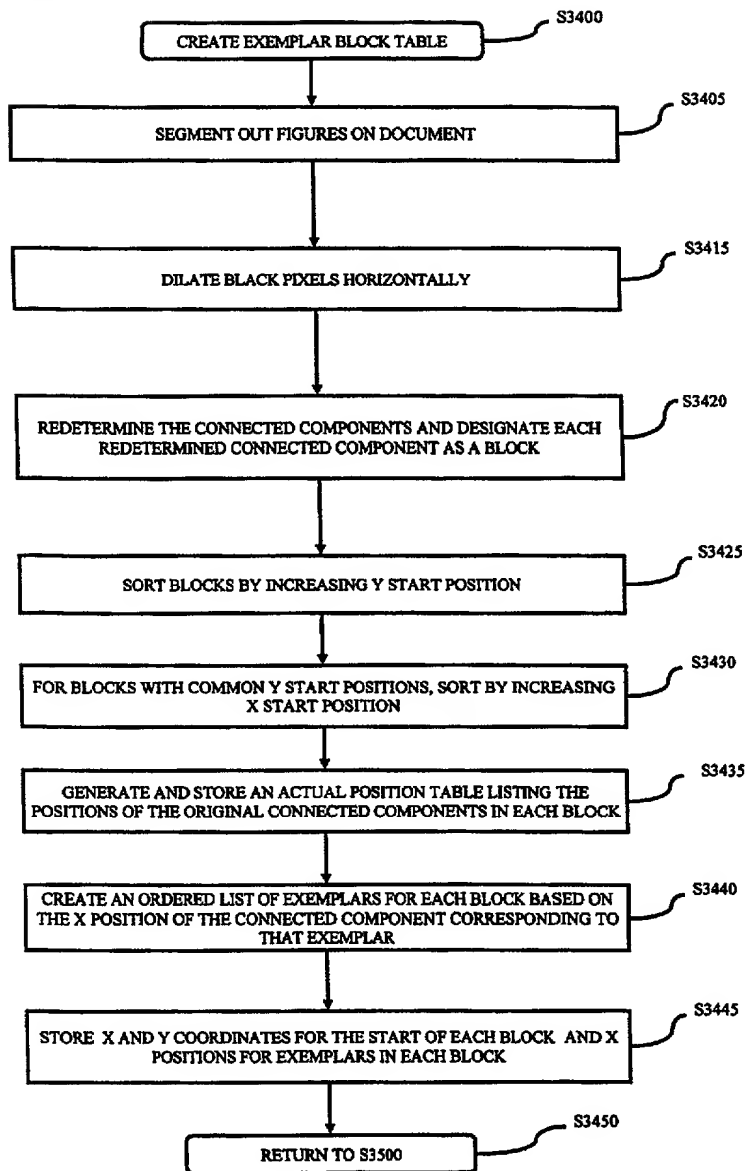 S3400
CREATE EXEMPLAR BLOCK TABLE
S3405
SEGMENT OUT FIGURES ON DOCUMENT
S3415
DILATE BLACK PIXELS HORIZONTALLY
S3420
REDETERMINE THE CONNECTED COMPONENTS AND DESIGNATE EACH
REDETERMINED CONNECTED COMPONENT AS A BLOCK
S3425
SORT BLOCKS BY INCREASING Y START POSITION
S3430
FOR BLOCKS WITH COMMON Y START POSITIONS, SORT BY INCREASING
X START POSITION
S3435
GENERATE AND STORE AN ACTUAL POSITION TABLE LISTING THE
POSITIONS OF THE ORIGINAL CONNECTED COMPONENTS IN EACH BLOCK
S3440
CREATE AN ORDERED LIST OF EXEMPLARS FOR EACH BLOCK BASED ON
THE X POSITION OF THE CONNECTED COMPONENT CORRESPONDING TO
THAT EXEMPLAR
S3445
STORE X AND Y COORDINATES FOR THE START OF EACH BLOCK AND X
POSITIONS FOR EXEMPLARS IN EACH BLOCK
S3450
RETURN TO S3500